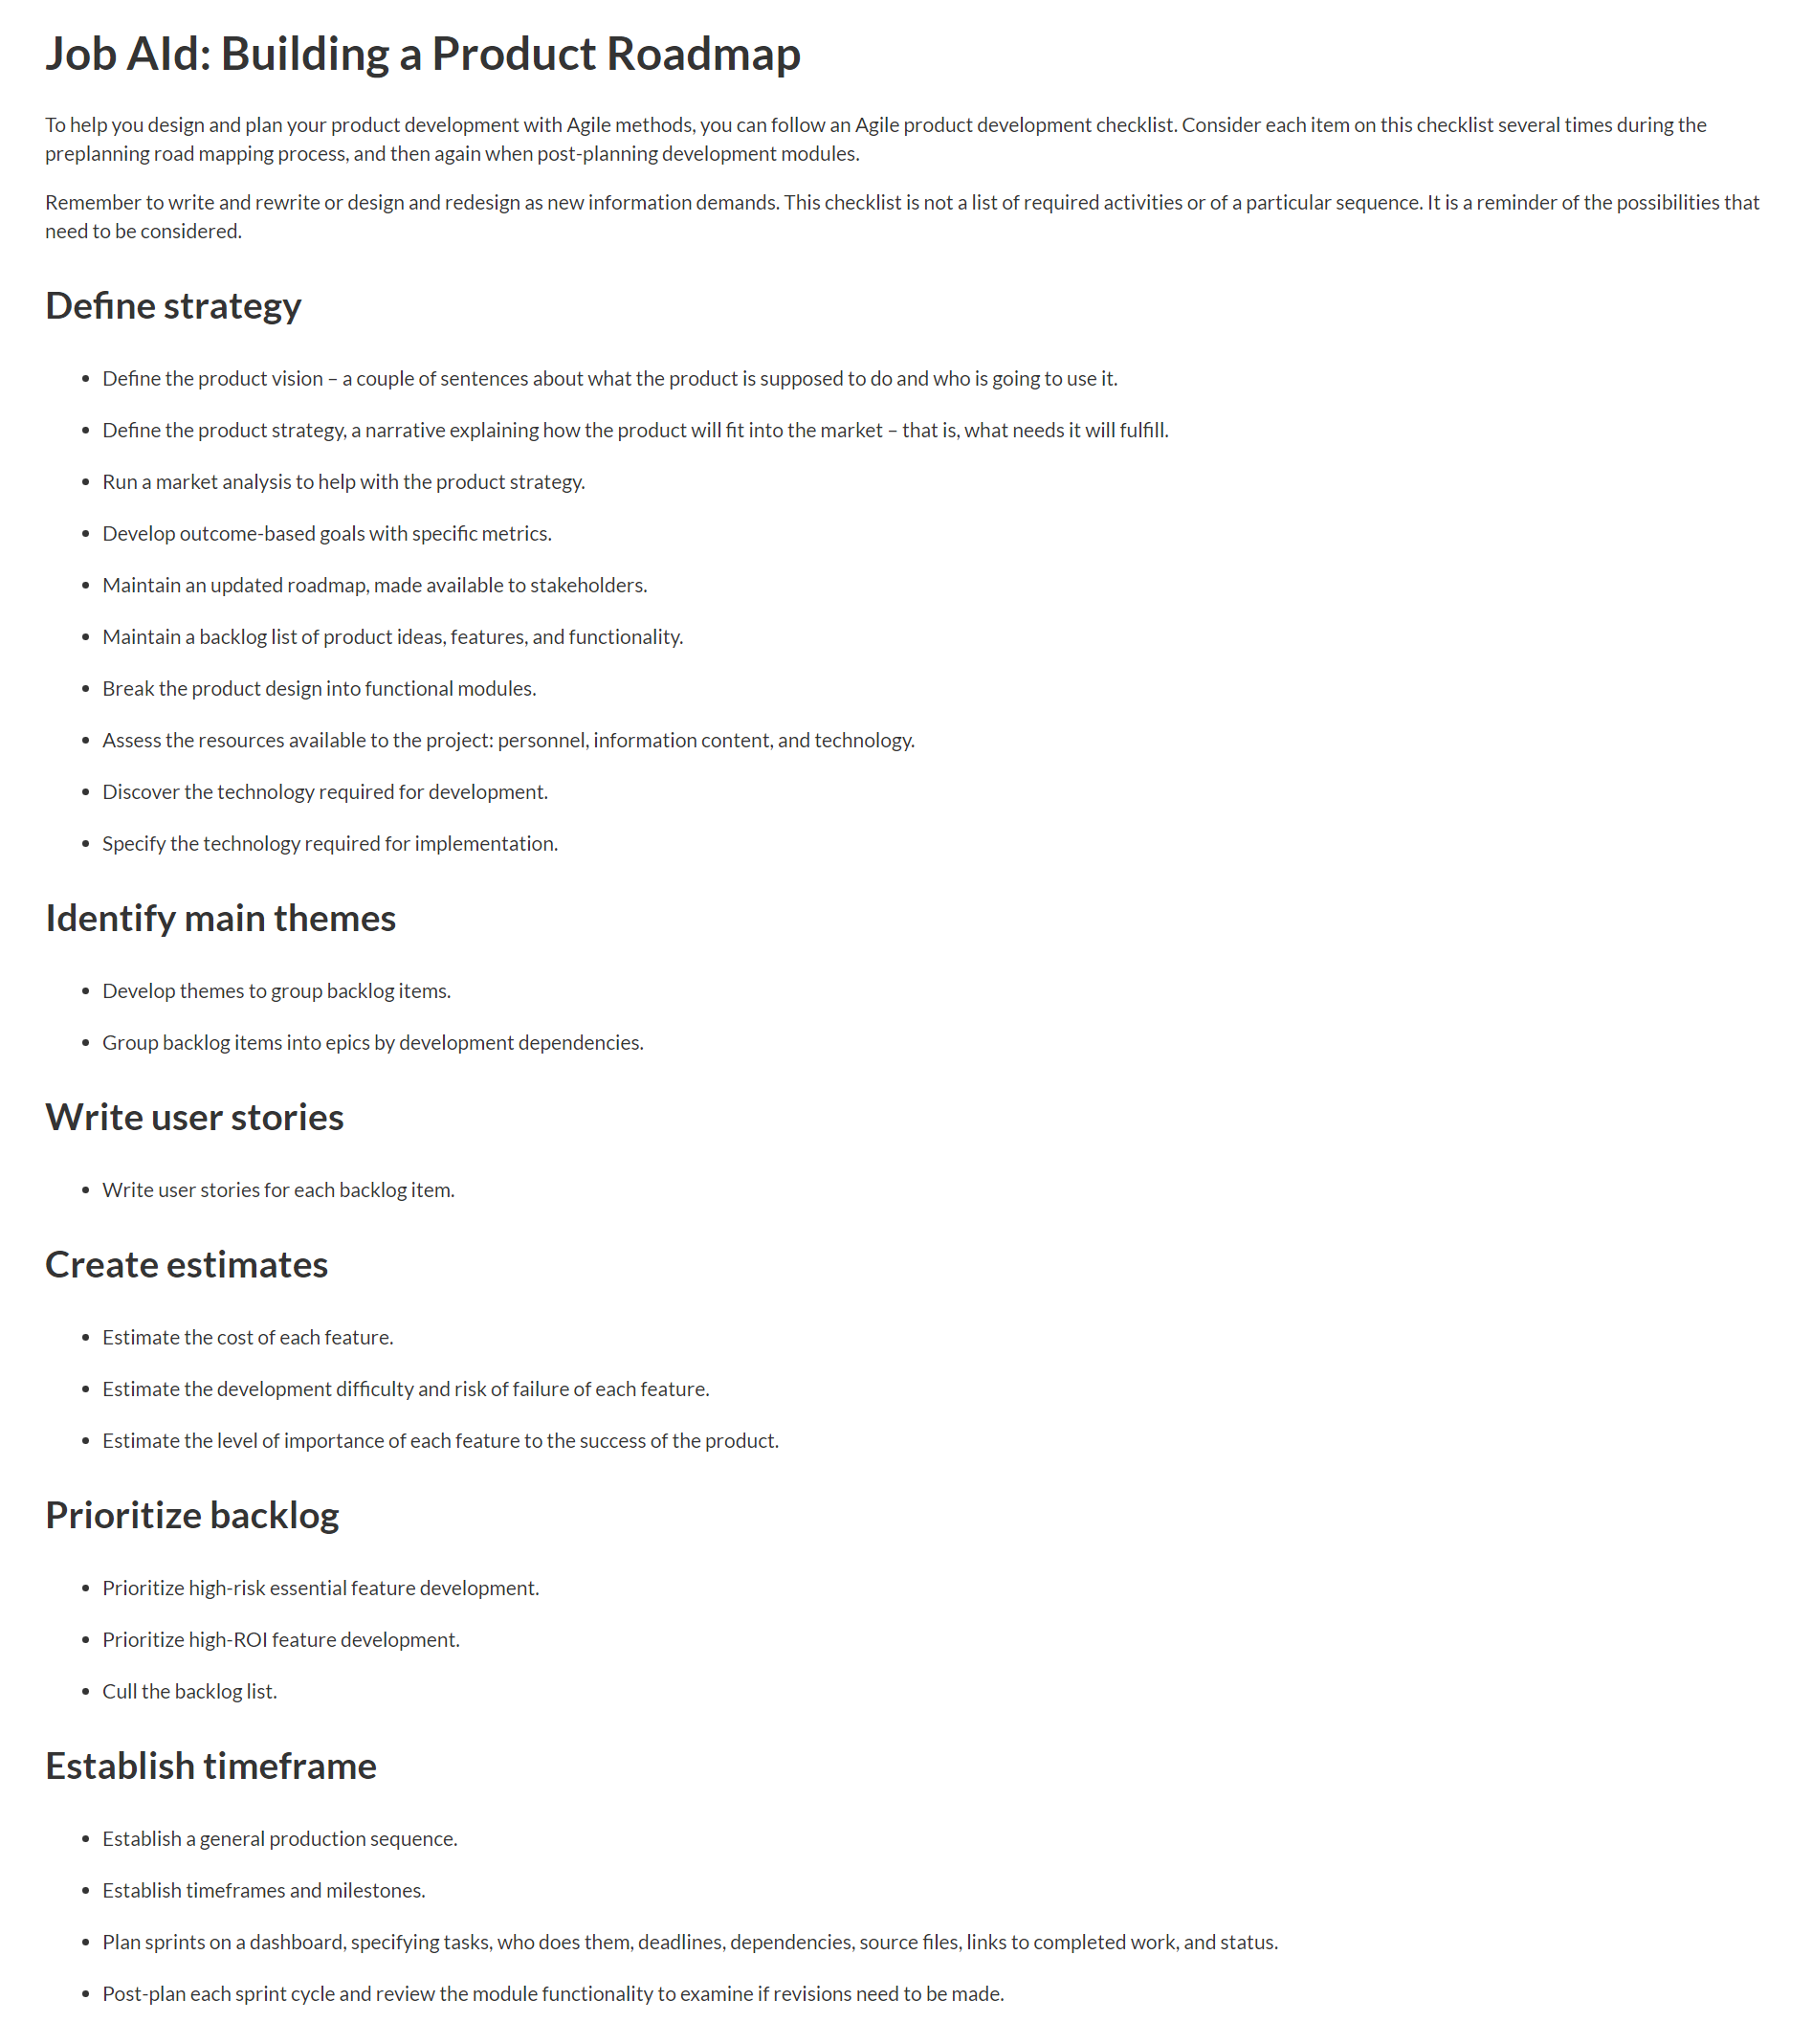 Job AId: Building a Product Roadmap
To help you design and plan your product development with Agile methods, you can follow an Agile product development checklist. Consider each item on this checklist several times during the
preplanning road mapping process, and then again when post-planning development modules.
Remember to write and rewrite or design and redesign as new information demands. This checklist is not a list of required activities or of a particular sequence. It is a reminder of the possibilities that
need to be considered.
Define strategy
• Define the product vision – a couple of sentences about what the product is supposed to do and who is going to use it.
• Define the product strategy, a narrative explaining how the product will fit into the market – that is, what needs it will fulfill.
• Run a market analysis to help with the product strategy.
• Develop outcome-based goals with specific metrics.
• Maintain an updated roadmap, made available to stakeholders.
• Maintain a backlog list of product ideas, features, and functionality.
• Break the product design into functional modules.
• Assess the resources available to the project: personnel, information content, and technology.
• Discover the technology required for development.
• Specify the technology required for implementation.
Identify main themes
• Develop themes to group backlog items.
• Group backlog items into epics by development dependencies.
Write user stories
• Write user stories for each backlog item.
Create estimates
• Estimate the cost of each feature.
• Estimate the development difficulty and risk of failure of each feature.
• Estimate the level of importance of each feature to the success of the product.
Prioritize backlog
• Prioritize high-risk essential feature development.
• Prioritize high-ROI feature development.
• Cull the backlog list.
Establish timeframe
• Establish a general production sequence.
• Establish timeframes and milestones.
• Plan sprints on a dashboard, specifying tasks, who does them, deadlines, dependencies, source files, links to completed work, and status.
• Post-plan each sprint cycle and review the module functionality to examine if revisions need to be made.